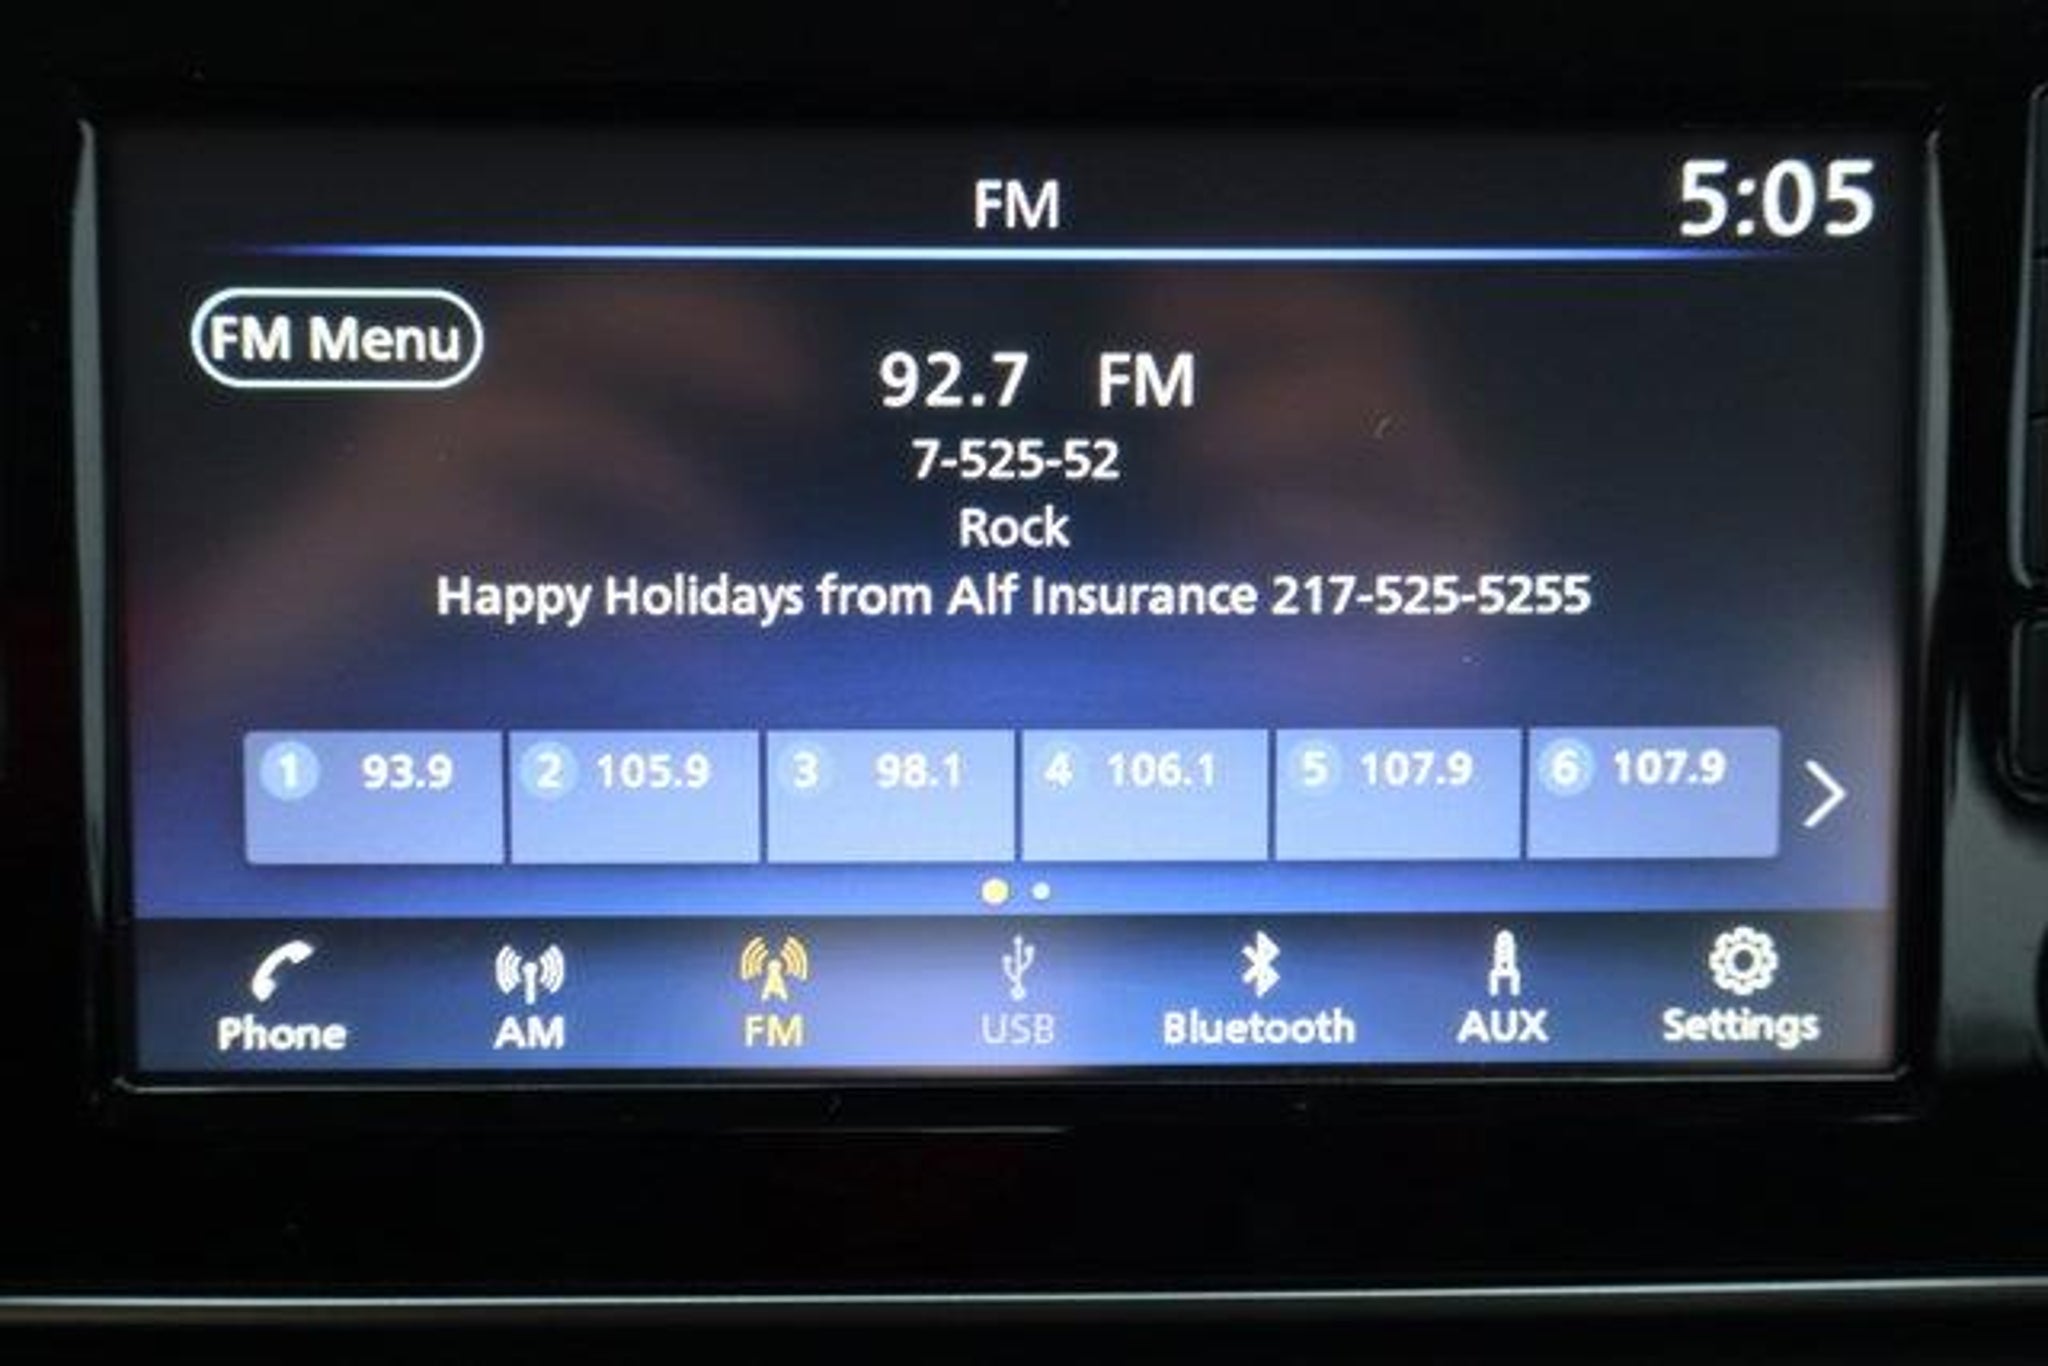 FM
5:05
FM Menu
92.7 FM
7-525-52
Rock
Happy Holidays from Alf Insurance 217-525-5255
1 93.9 2 105.9 3 98.1 4 106.1 5 107.9 6 107.9
Phone AM FM USB Bluetooth AUX Settings